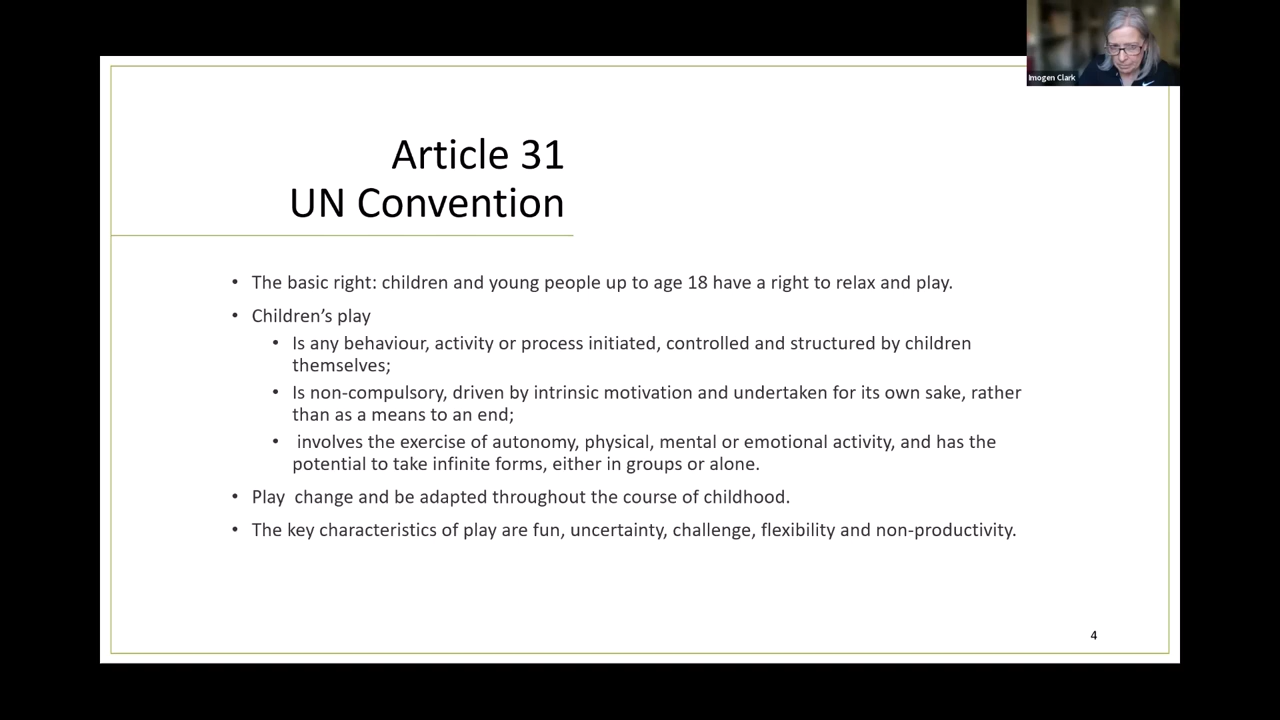 Imogen Clark
Article 31
UN Convention
• The basic right: children and young people up to age 18 have a right to relax and play.
• Children’s play
• Is any behaviour, activity or process initiated, controlled and structured by children
themselves;
• Is non-compulsory, driven by intrinsic motivation and undertaken for its own sake, rather
than as a means to an end;
• involves the exercise of autonomy, physical, mental or emotional activity, and has the
potential to take infinite forms, either in groups or alone.
• Play  change and be adapted throughout the course of childhood.
• The key characteristics of play are fun, uncertainty, challenge, flexibility and non-productivity.
4